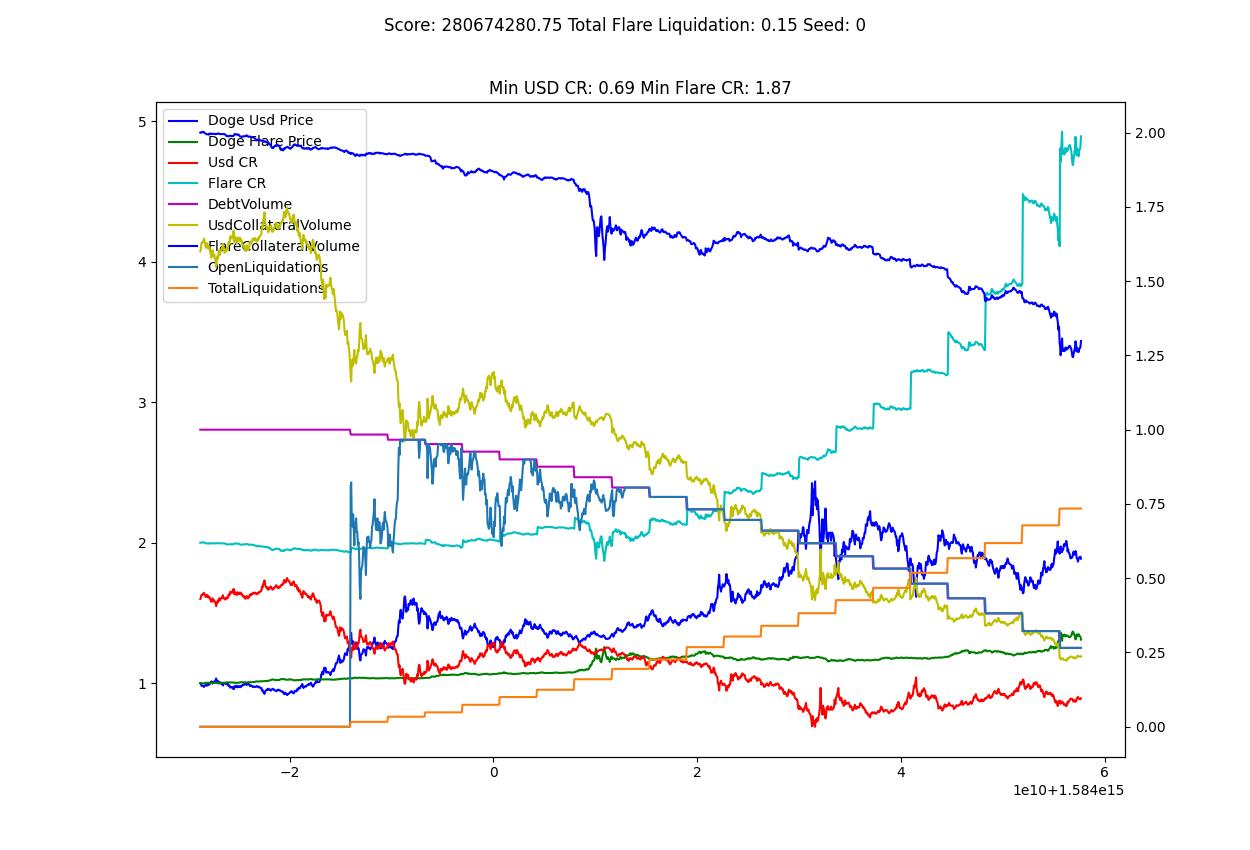 Score: 280674280.75 Total Flare Liquidation: 0.15 Seed: 0
Min USD CR: 0.69 Min Flare CR: 1.87
Doge Usd Price
Doge Flare Price
Usd CR
Flare CR
DebtVolume
UsdCollateralVolume
FlareCollateralVolume
OpenLiquidations
TotalLiquidations
5
4
3
2
1
2.00
1.75
1.50
1.25
1.00
0.75
0.50
0.25
0.00
−2
0
2
4
6
1e10+1.584e15